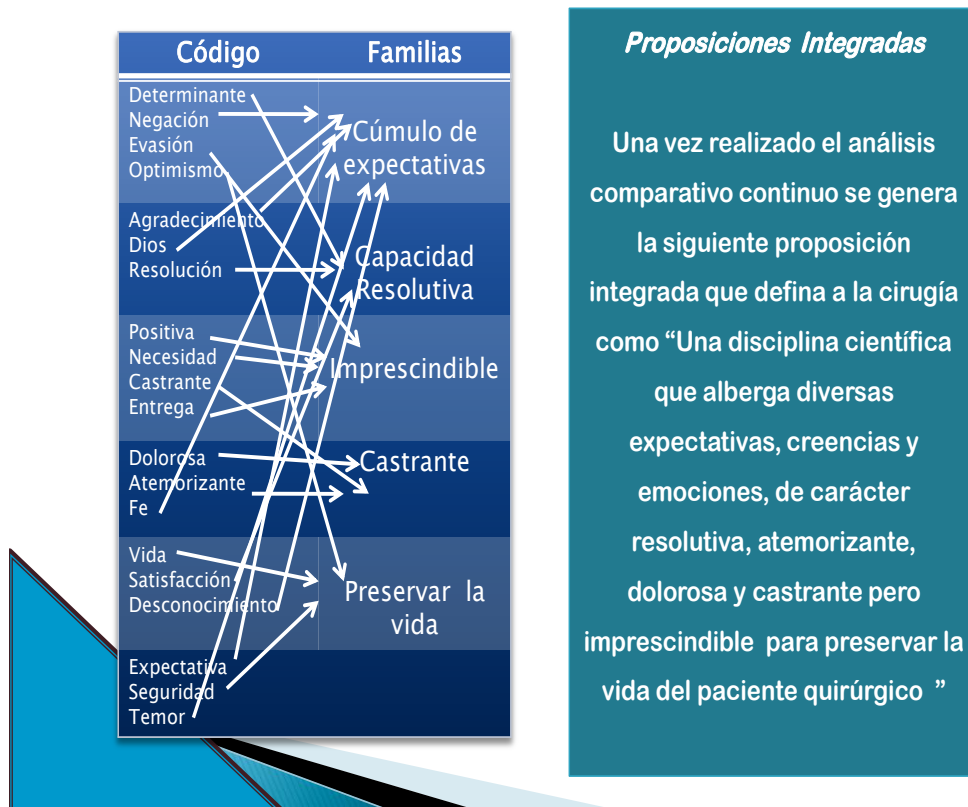 Código Familias
Determinante
Negación
Evasión
Optimismo
Cúmulo de
expectativas
Agradecimiento
Dios
Resolución
Capacidad
Resolutiva
Positiva
Necesidad
Castrante
Entrega
Imprescindible
Dolorosa
Atemorizante
Fe
Castrante
Vida
Satisfacción
Desconocimiento
Preservar la
vida
Expectativa
Seguridad
Temor
Proposiciones Integradas
Una vez realizado el análisis
comparativo continuo se genera
la siguiente proposición
integrada que defina a la cirugía
como “Una disciplina científica
que alberga diversas
expectativas, creencias y
emociones, de carácter
resolutiva, atemorizante,
dolorosa y castrante pero
imprescindible para preservar la
vida del paciente quirúrgico ”